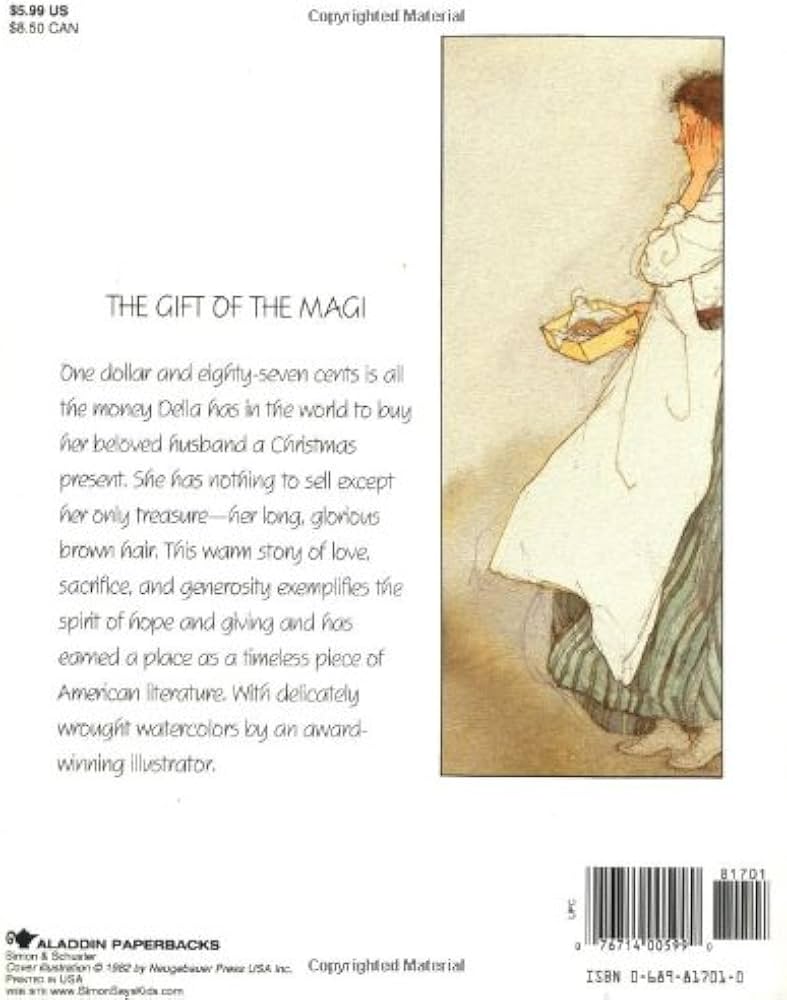 $5.99 US
$8.50 CAN
Copyrighted Material
THE GIFT OF THE MAGI
One dollar and eighty-seven cents is all
the money Della has in the world to buy
her beloved husband a Christmas
present. She has nothing to sell except
her only treasure—her long, glorious
brown hair. This warm story of love,
sacrifice, and generosity exemplifies the
spirit of hope and giving and has
earned a place as a timeless piece of
American literature. With delicately
wrought watercolors by an award-
winning illustrator.
ALADDIN PAPERBACKS
Simon & Schuster
Cover illustration © 1982 by Neugebauer Press USA Inc.
PRINTED IN USA
WEB SITE www.SimonSaysKids.com
Copyrighted Material
UPC
81701
0 76714 00599 0
ISBN 0-689-81701-0